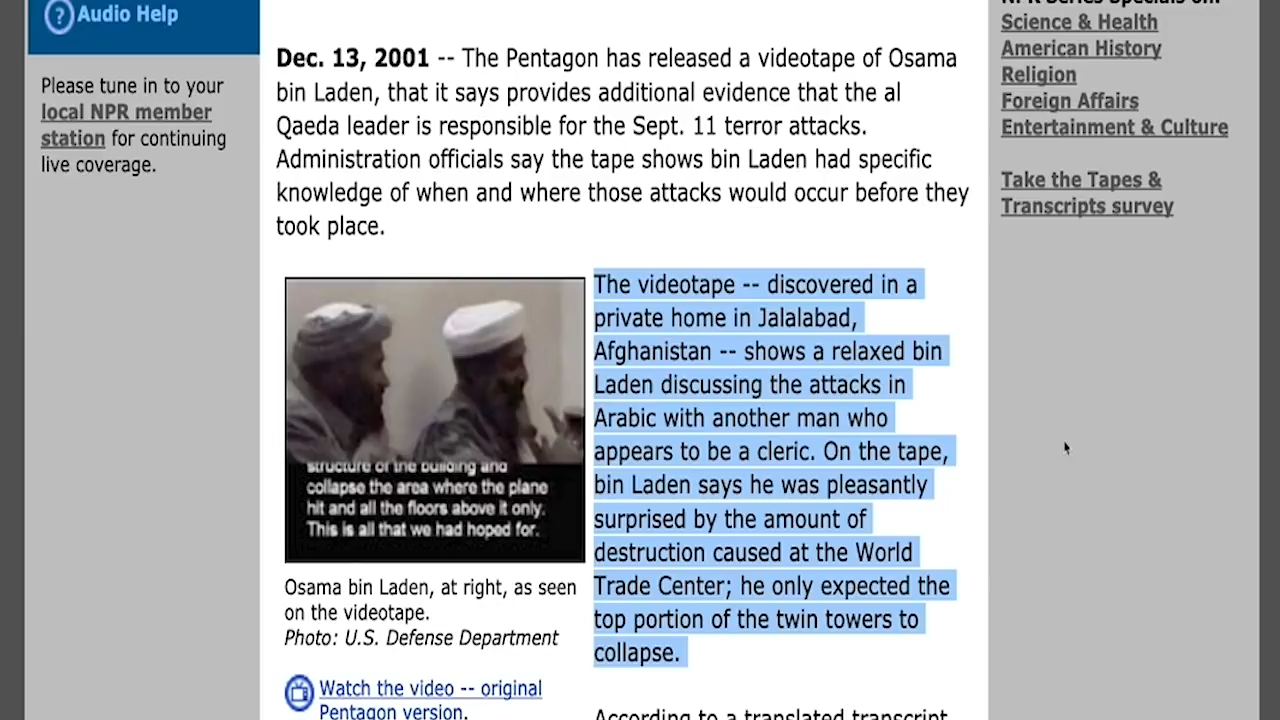 Audio Help
Please tune in to your
local NPR member
station for continuing
live coverage.
Dec. 13, 2001 -- The Pentagon has released a videotape of Osama
bin Laden, that it says provides additional evidence that the al
Qaeda leader is responsible for the Sept. 11 terror attacks.
Administration officials say the tape shows bin Laden had specific
knowledge of when and where those attacks would occur before they
took place.
structure of the building and
collapse the area where the plane
hit and all the floors above it only.
This is all that we had hoped for.
Osama bin Laden, at right, as seen
on the videotape.
Photo: U.S. Defense Department
Watch the video -- original
Pentagon version.
The videotape -- discovered in a
private home in Jalalabad,
Afghanistan -- shows a relaxed bin
Laden discussing the attacks in
Arabic with another man who
appears to be a cleric. On the tape,
bin Laden says he was pleasantly
surprised by the amount of
destruction caused at the World
Trade Center; he only expected the
top portion of the twin towers to
collapse.
According to a translated transcript
NPR Series Specials on:
Science & Health
American History
Religion
Foreign Affairs
Entertainment & Culture
Take the Tapes &
Transcripts survey